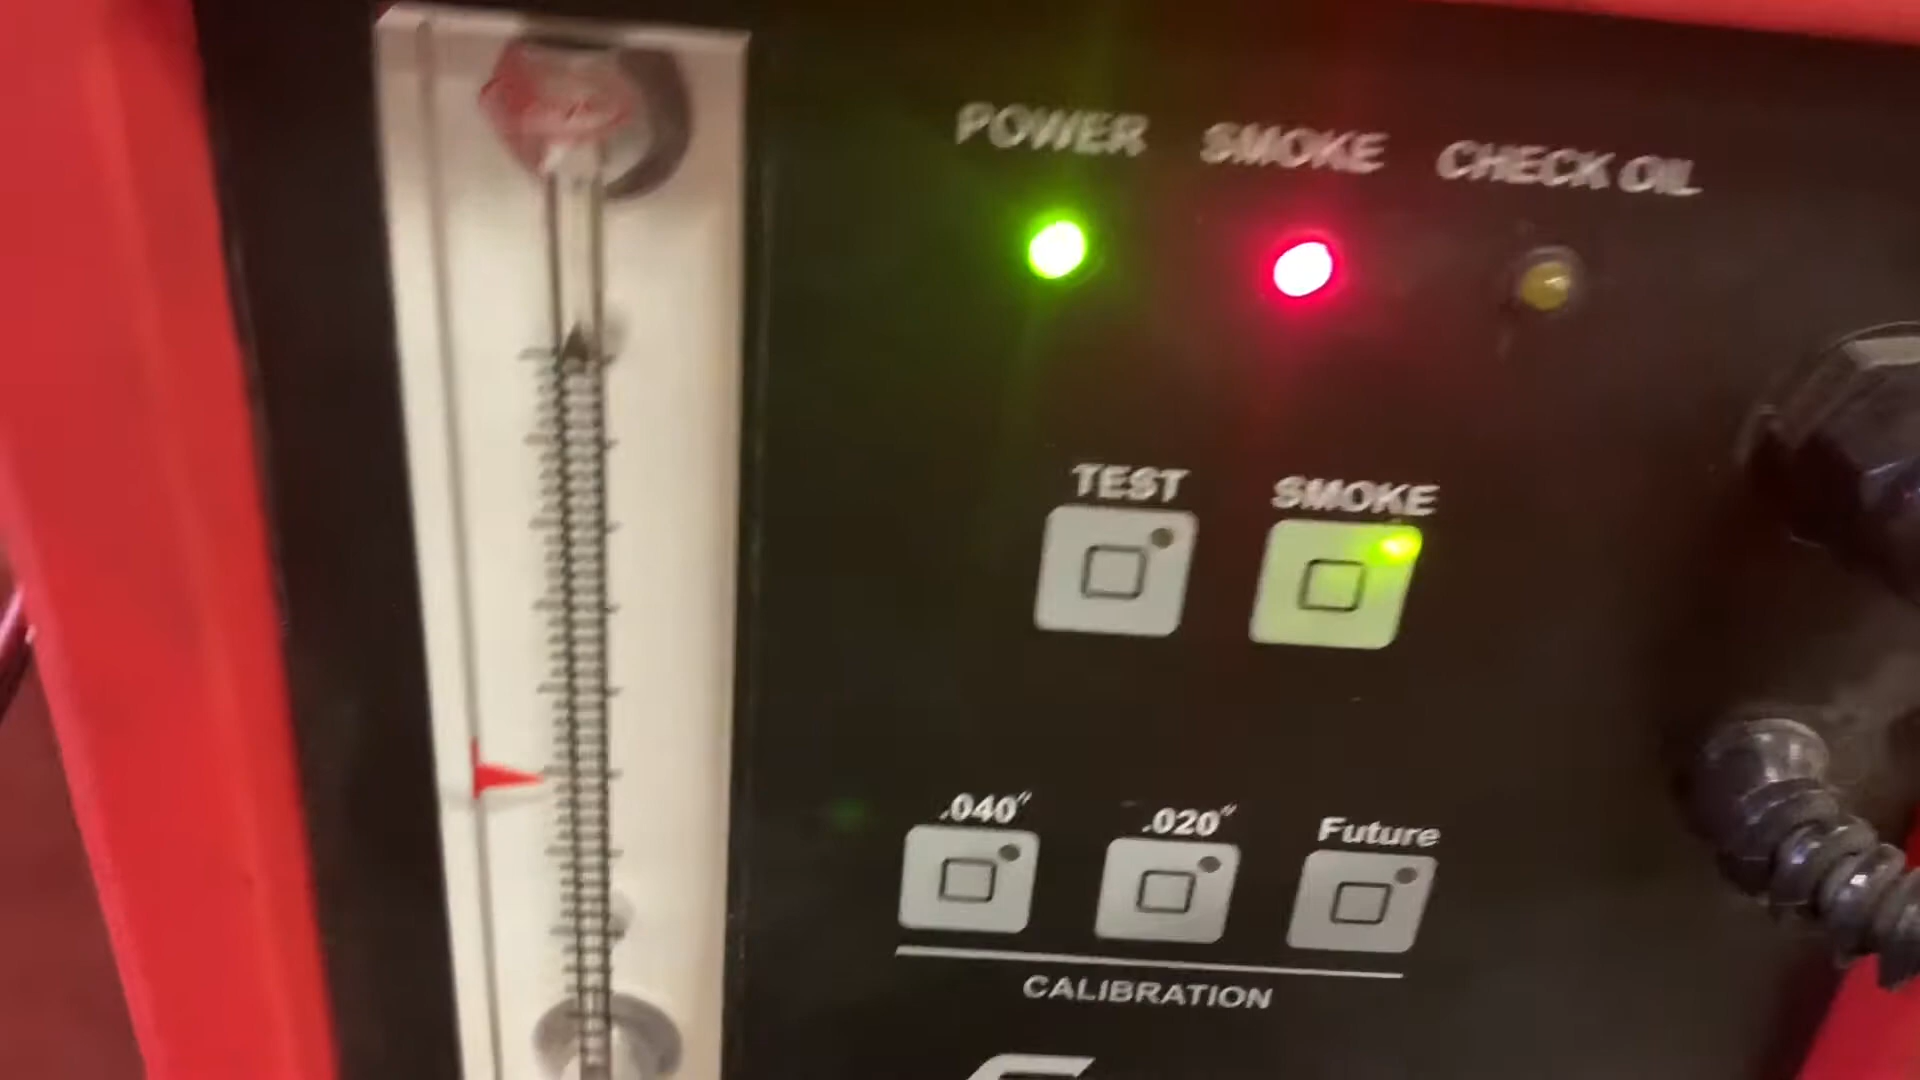 POWER SMOKE CHECK OIL
TEST SMOKE
.040" .020" Future
CALIBRATION